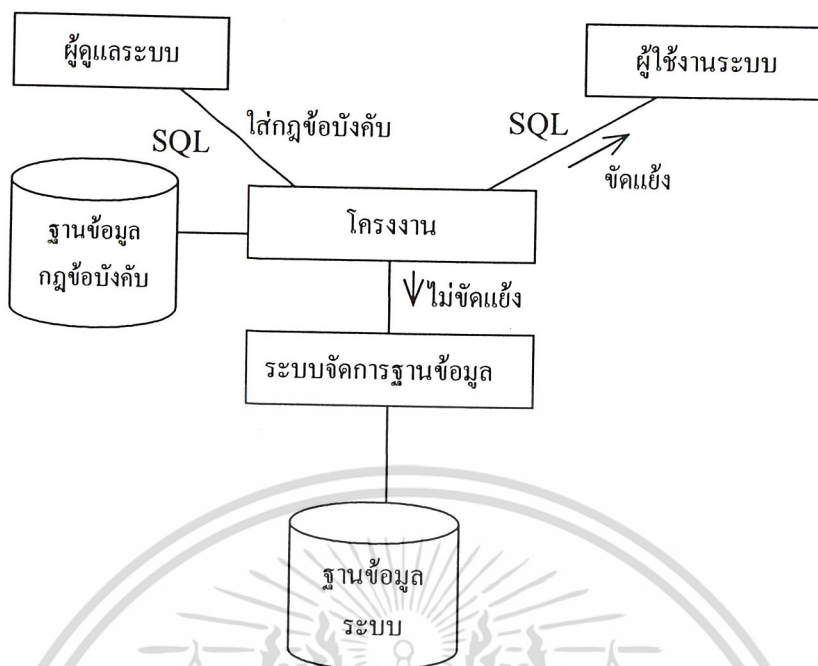 ผู้ดูแลระบบ
ผู้ใช้งานระบบ
SQL
ใส่กฎข้อบังคับ
SQL
ขัดแย้ง
ฐานข้อมูล
กฎข้อบังคับ
โครงงาน
ไม่ขัดแย้ง
ระบบจัดการฐานข้อมูล
ฐานข้อมูล
ระบบ